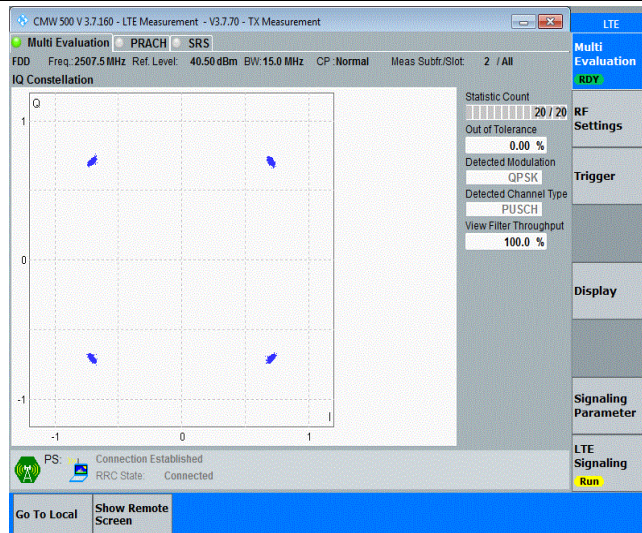 CMW 500 V 3.7.160 - LTE Measurement - V3.7.70 - TX Measurement
LTE
Multi Evaluation PRACH SRS
FDD Freq.: 2507.5 MHz Ref. Level: 40.50 dBm BW: 15.0 MHz CP : Normal Meas Subfr./Slot: 2 / All
IQ Constellation
Q
1
0
-1
I
-1 0 1
Statistic Count
20 / 20
Out of Tolerance
0.00 %
Detected Modulation
QPSK
Detected Channel Type
PUSCH
View Filter Throughput
100.0 %
Multi
Evaluation
RDY
RF
Settings
Trigger
Display
Signaling
Parameter
LTE
Signaling
Run
PS: Connection Established
RRC State: Connected
Go To Local
Show Remote
Screen